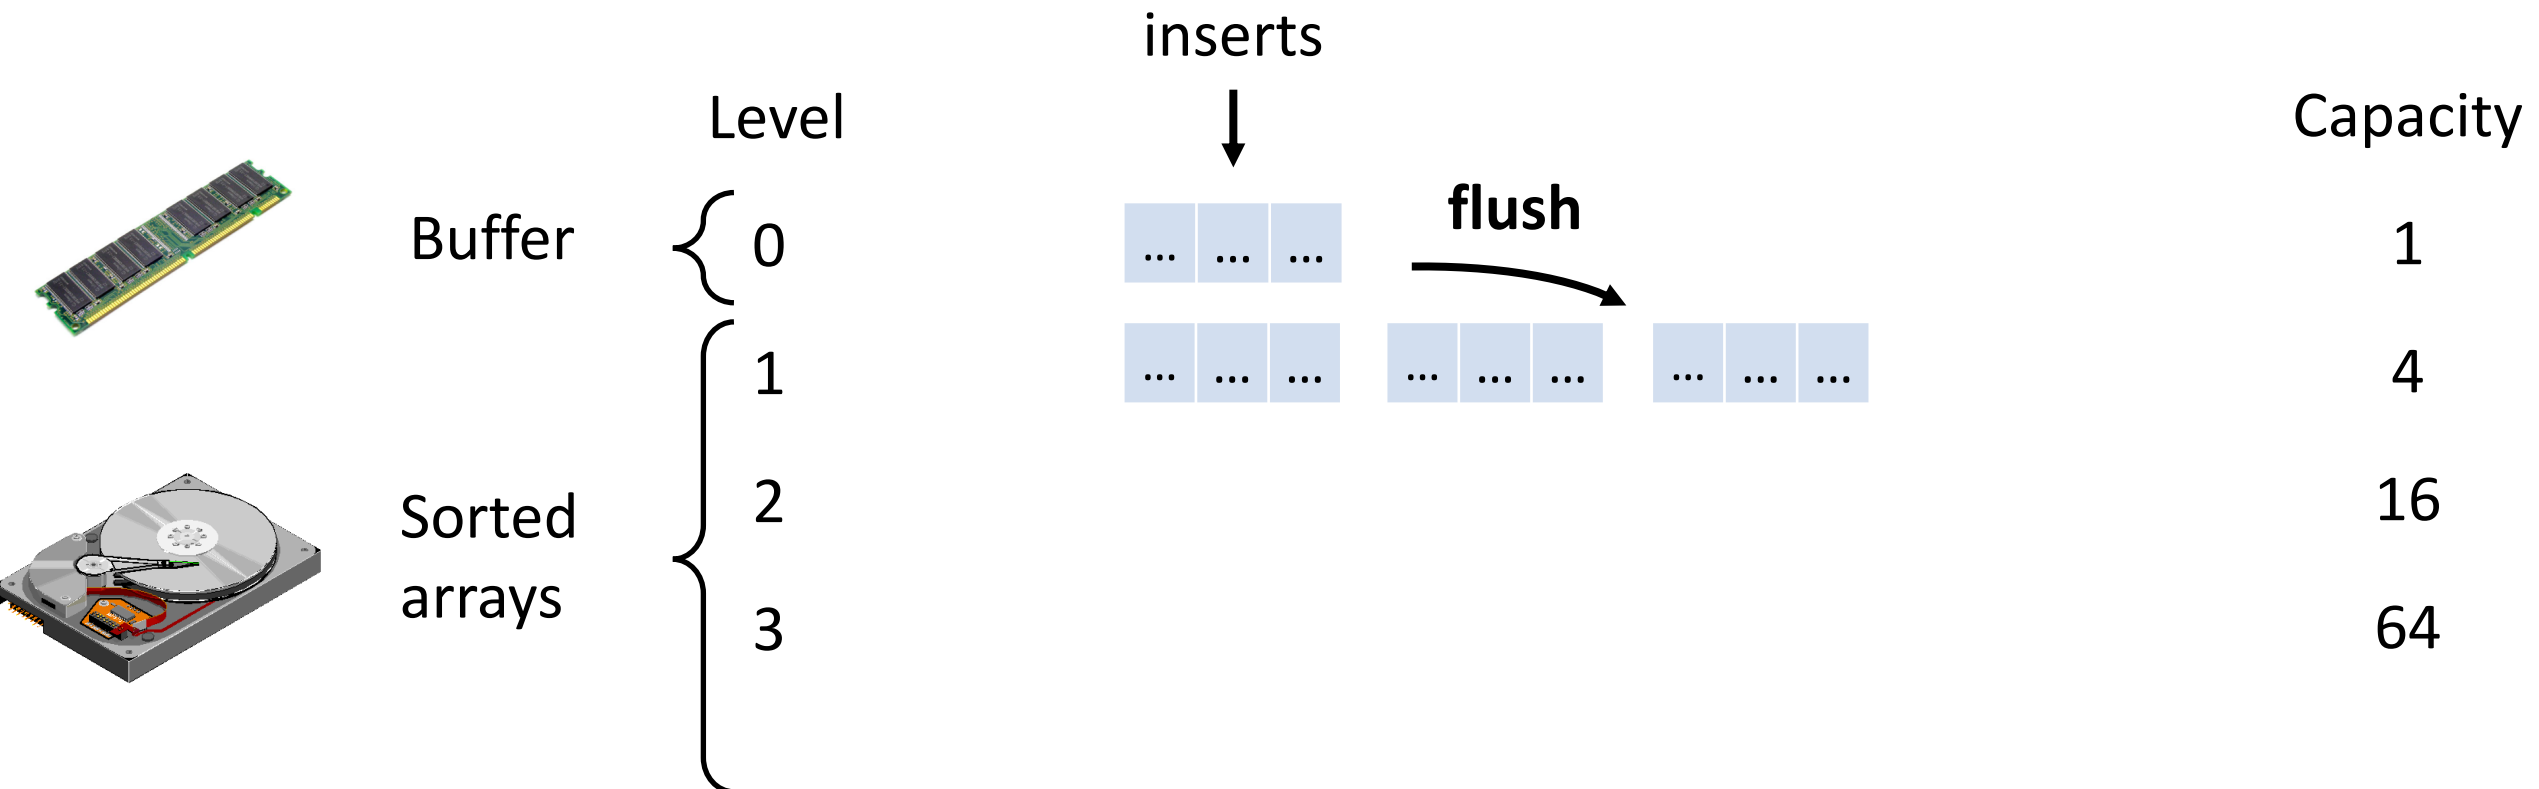 inserts
Level
Capacity
Buffer
0
... ... ...
flush
1
1
... ... ... ... ... ... ... ... ...
4
Sorted
arrays
2
16
3
64